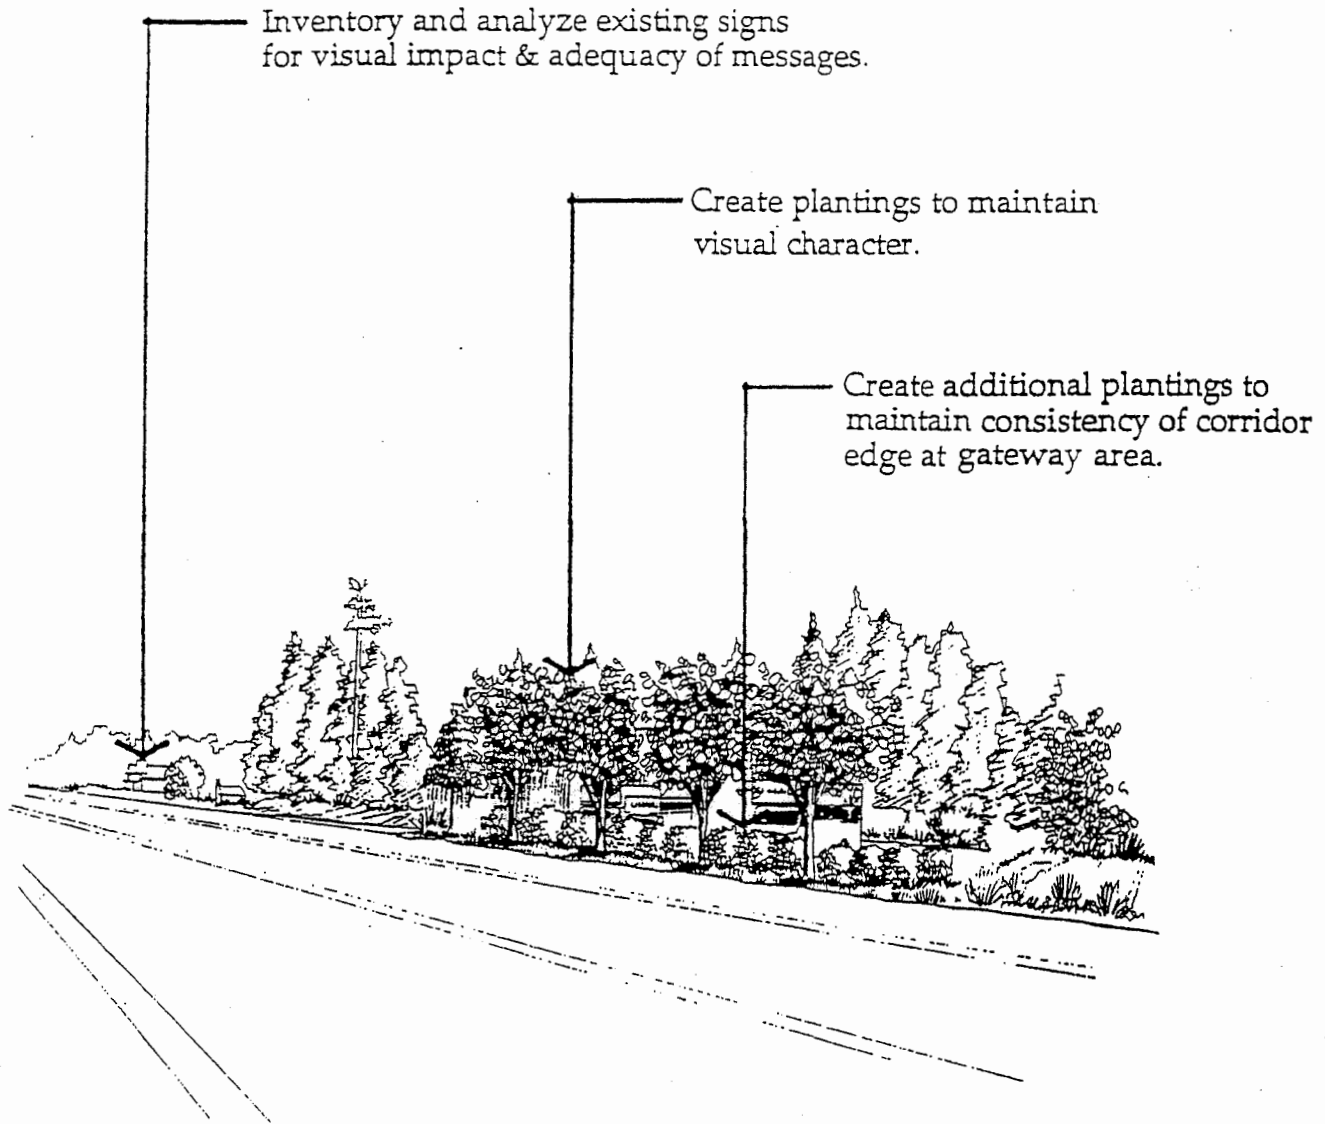 Inventory and analyze existing signs
for visual impact & adequacy of messages.
Create plantings to maintain
visual character.
Create additional plantings to
maintain consistency of corridor
edge at gateway area.